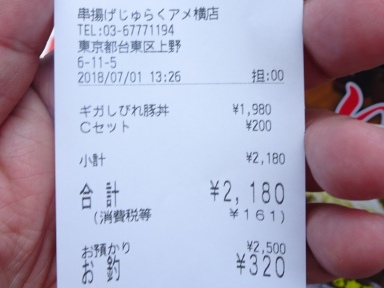 串揚げじゅらくアメ横店
TEL:03-67771194
東京都台東区上野
6-11-5
2018/07/01 13:26 担:00
ギガしびれ豚丼 ¥1,980
Cセット ¥200
小計 ¥2,180
合計 ¥2,180
(消費税等 ¥161)
お預かり ¥2,500
お釣 ¥320